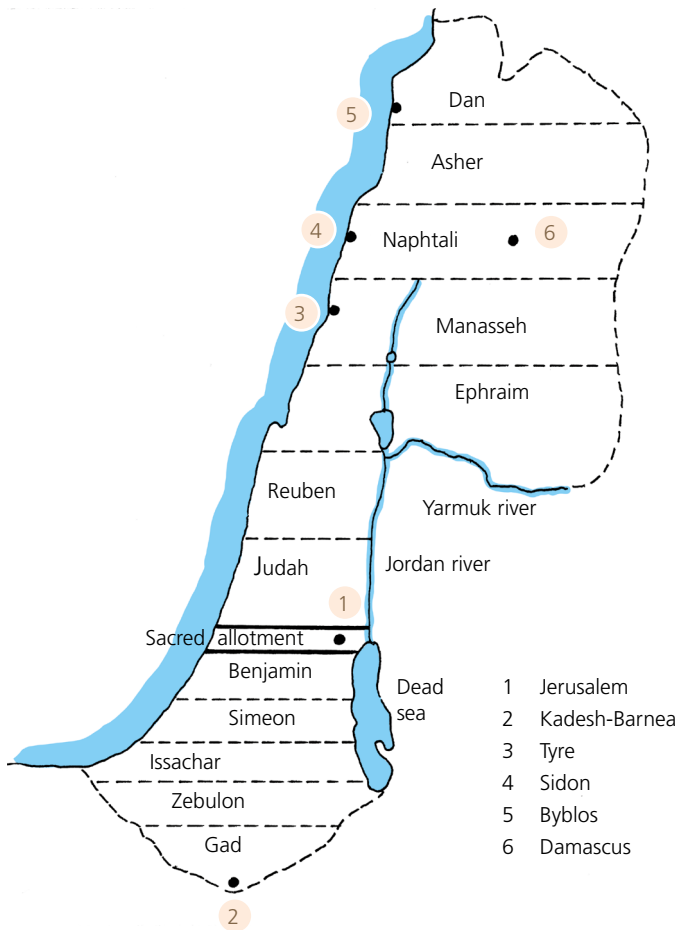 Dan
5
Asher
4
Naphtali
6
3
Manasseh
Ephraim
Reuben
Yarmuk river
Judah
Jordan river
1
Sacred allotment
Benjamin
Dead
sea
Simeon
Issachar
Zebulon
Gad
2
1 Jerusalem
2 Kadesh-Barnea
3 Tyre
4 Sidon
5 Byblos
6 Damascus